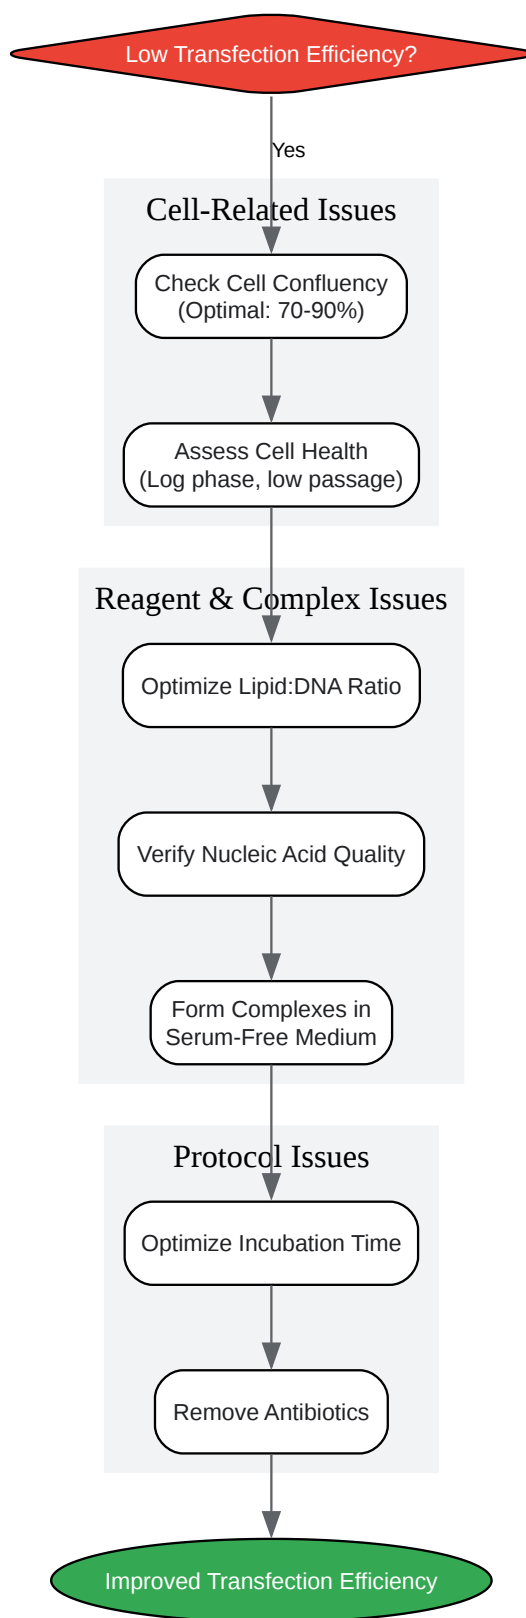 Low Transfection Efficiency?
Yes
Cell-Related Issues
Check Cell Confluency
(Optimal: 70-90%)
Assess Cell Health
(Log phase, low passage)
Reagent & Complex Issues
Optimize Lipid:DNA Ratio
Verify Nucleic Acid Quality
Form Complexes in
Serum-Free Medium
Protocol Issues
Optimize Incubation Time
Remove Antibiotics
Improved Transfection Efficiency